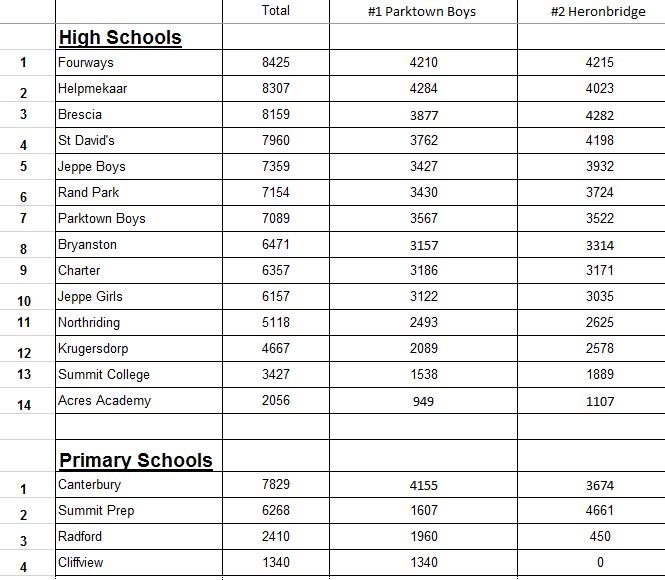 Total #1 Parktown Boys #2 Heronbridge
High Schools
1 Fourways 8425 4210 4215
2 Helpmekaar 8307 4284 4023
3 Brescia 8159 3877 4282
4 St David's 7960 3762 4198
5 Jeppe Boys 7359 3427 3932
6 Rand Park 7154 3430 3724
7 Parktown Boys 7089 3567 3522
8 Bryanston 6471 3157 3314
9 Charter 6357 3186 3171
10 Jeppe Girls 6157 3122 3035
11 Northriding 5118 2493 2625
12 Krugersdorp 4667 2089 2578
13 Summit College 3427 1538 1889
14 Acres Academy 2056 949 1107
Primary Schools
1 Canterbury 7829 4155 3674
2 Summit Prep 6268 1607 4661
3 Radford 2410 1960 450
4 Cliffview 1340 1340 0